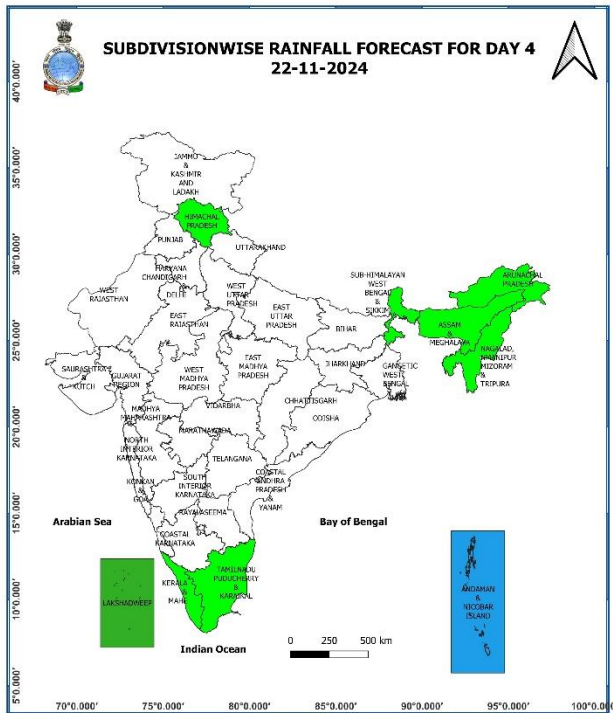 SUBDIVISIONWISE RAINFALL FORECAST FOR DAY 4
22-11-2024
40°0.000'
35°0.000'
30°0.000'
25°0.000'
20°0.000'
15°0.000'
10°0.000'
5°0.000'
JAMMO
&
KASHMIR
AND
LADAKH
HIMACHAL
PRADESH
PUNJAB
UTTARAKHAND
HARYANA
CHANDIGARH
DELHI
WEST
RAJASTHAN
WEST
UTTAR
PRADESH
EAST
UTTAR
PRADESH
EAST
RAJASTHAN
SUB-HIMALAYAN
WEST
BENGAL
&
SIKKIM
ARUNACHAL
PRADESH
ASSAM
&
MEGHALAYA
NAGALAD,
MANIPUR
MIZORAM
&
TRIPURA
BIHAR
SAURASHTRA
&
KUTCH
GUJARAT
REGION
WEST
MADHYA
PRADESH
EAST
MADHYA
PRADESH
JHARKHAND
GANGETIC
WEST
BENGAL
CHHATTISGARH
ODISHA
MADHYA
MAHARASHTRA
VIDARBHA
MARATHAWADA
NORTH
INTERIOR
KARNATAKA
TELANGANA
KONKAN
&
GOA
SOUTH
INTERIOR
KARNATAKA
COASTAL
ANDHRA
PRADESH
&
YANAM
RAYALASEEMA
Arabian Sea
Bay of Bengal
COASTAL
KARNATAKA
TAMILNADU
PUDUCHERRY
&
KARAIKAL
KERALA
&
MAHE
LAKSHADWEEP
ANDAMAN
&
NICOBAR
ISLAND
Indian Ocean
0 250 500 km
70°0.000' 75°0.000' 80°0.000' 85°0.000' 90°0.000' 95°0.000' 100°0.000'